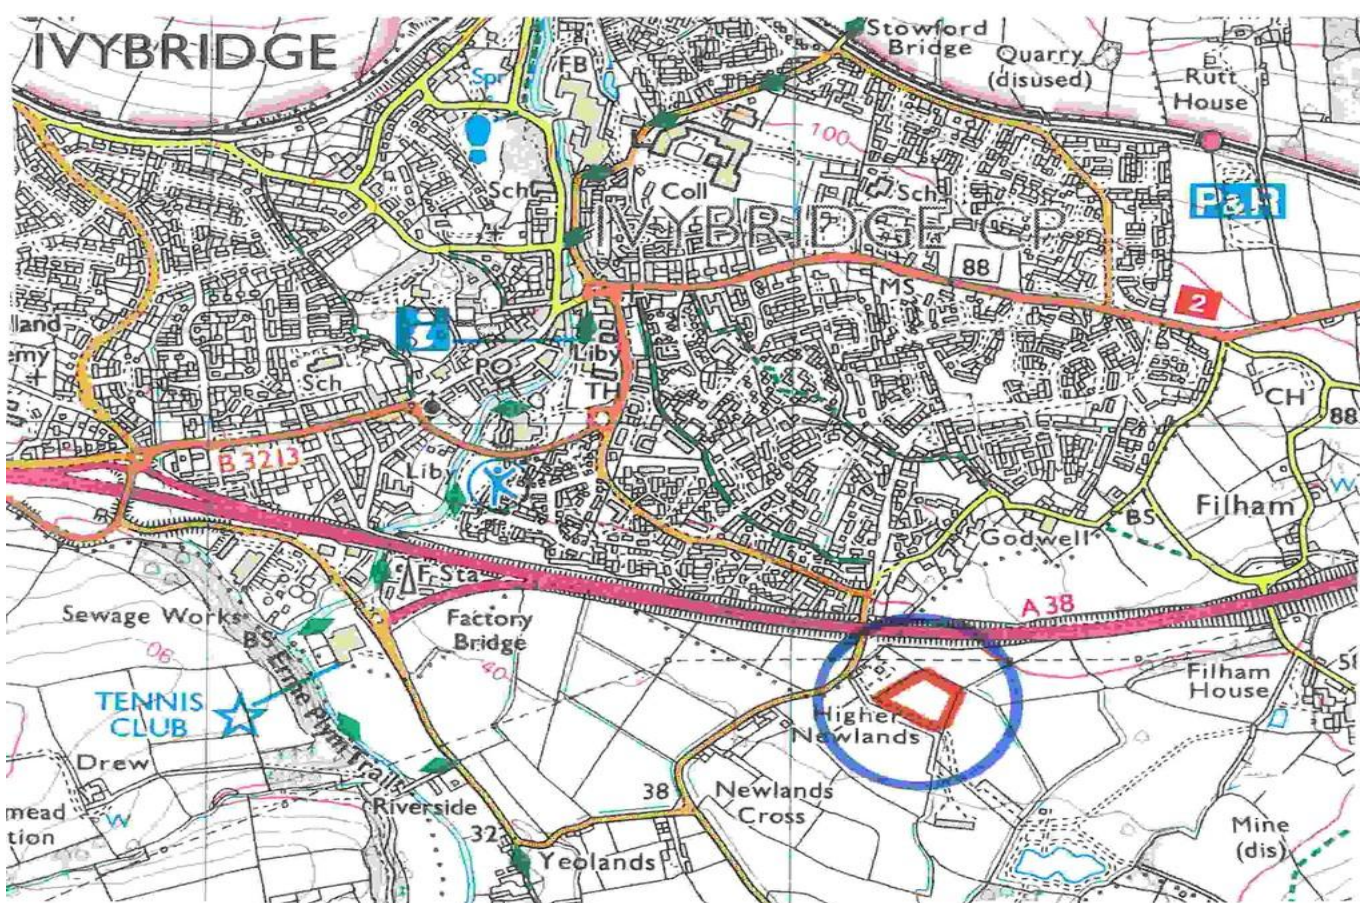 IVYBRIDGE
Stowford
Bridge
Quarry
(disused)
FB
Spr
Rutt
House
100
Sch
Coll
Sch
P&R
IVYBRIDGE CP
88
MS
2
Liby
TH
PO
Sch
CH
88
B 3213
Liby
Filham
BS
Godwell
A 38
F Sta
Factory
Bridge
Sewage Works
BS
Erme Plym Trail
90
40
Filham
House
TENNIS
CLUB
Higher
Newlands
Drew
Riverside
38
Newlands
Cross
W
W
mead
tion
32
Yeolands
Mine
(dis)